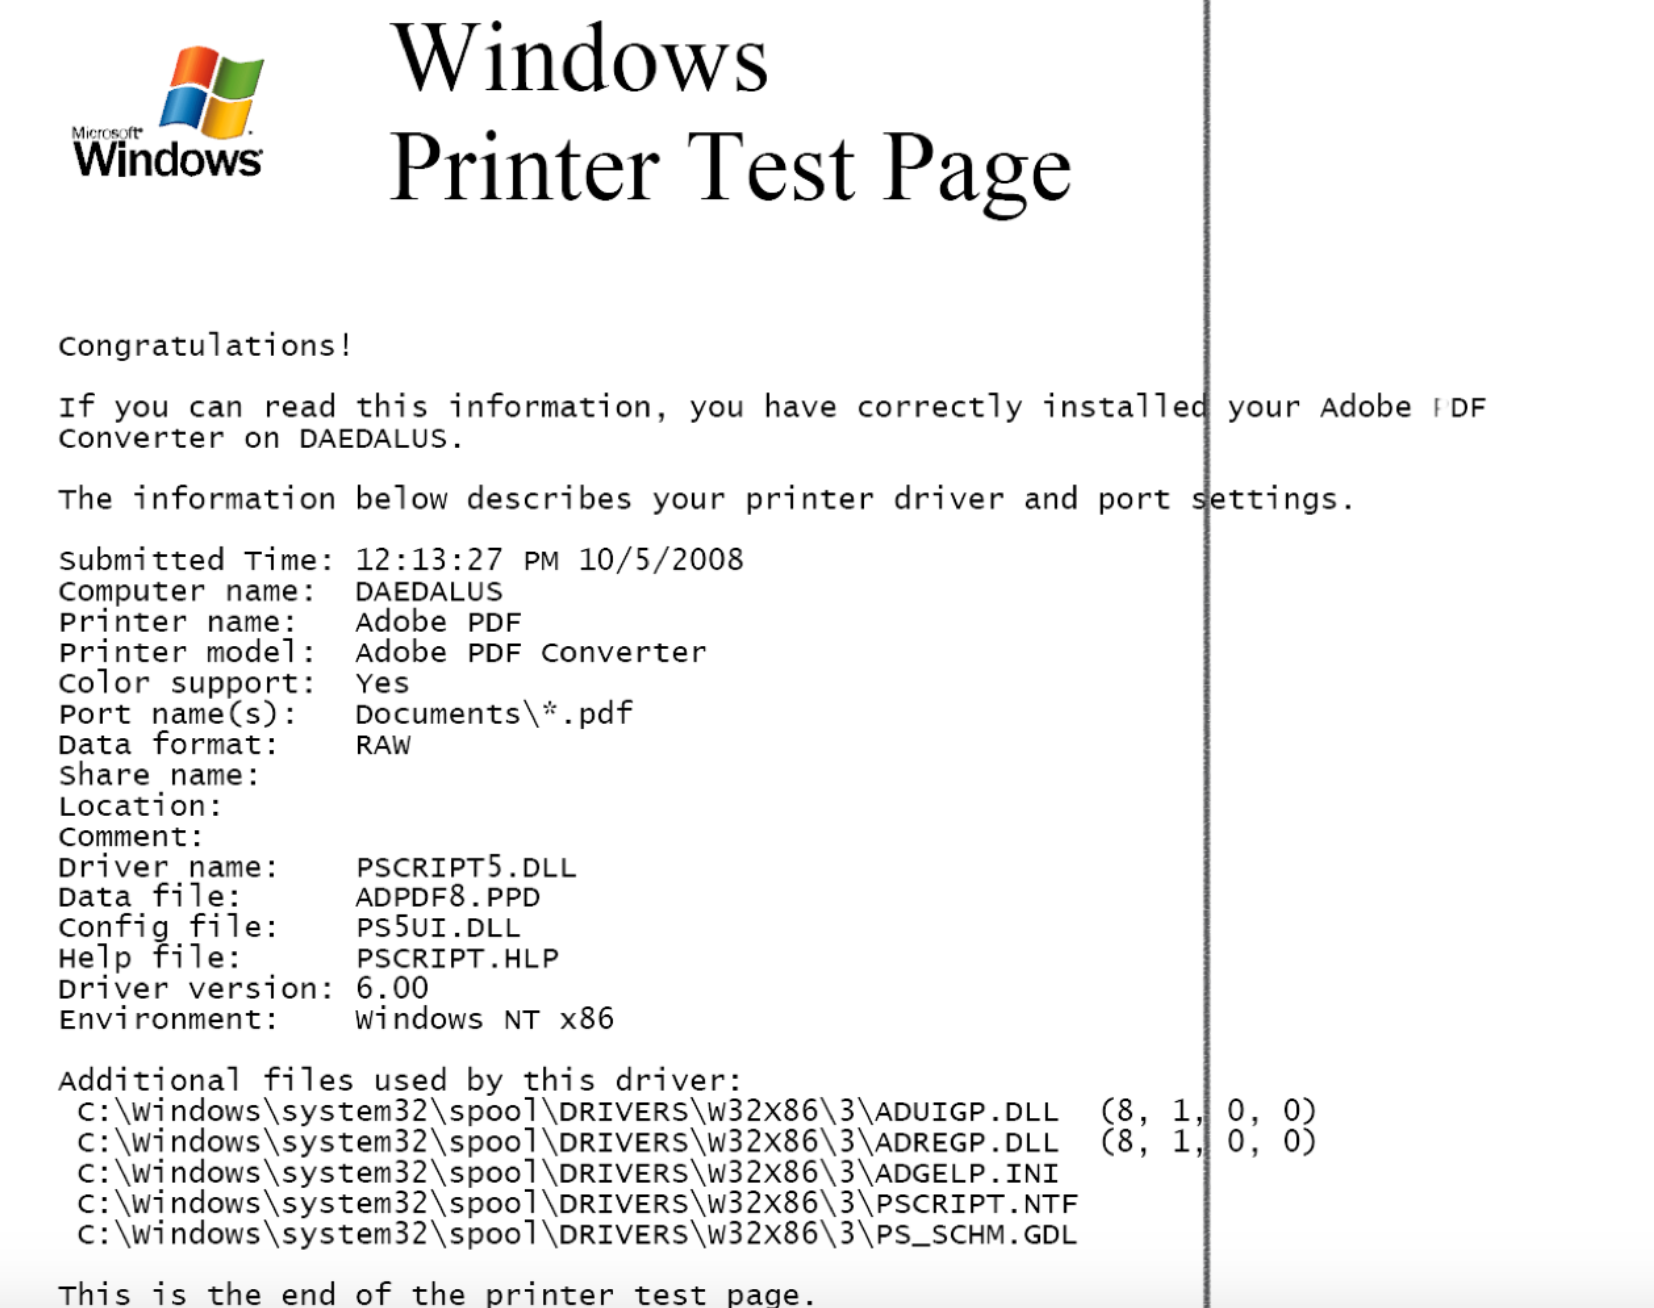 Microsoft®
Windows
Windows
Printer Test Page
Congratulations!
If you can read this information, you have correctly installed your Adobe PDF
Converter on DAEDALUS.
The information below describes your printer driver and port settings.
Submitted Time: 12:13:27 PM 10/5/2008
Computer name:  DAEDALUS
Printer name:   Adobe PDF
Printer model:  Adobe PDF Converter
Color support:  Yes
Port name(s):   Documents\*.pdf
Data format:    RAW
Share name:
Location:
Comment:
Driver name:    PSCRIPT5.DLL
Data file:      ADPDF8.PPD
Config file:    PS5UI.DLL
Help file:      PSCRIPT.HLP
Driver version: 6.00
Environment:    Windows NT x86
Additional files used by this driver:
C:\Windows\system32\spool\DRIVERS\W32X86\3\ADUIGP.DLL  (8, 1, 0, 0)
C:\Windows\system32\spool\DRIVERS\W32X86\3\ADREGP.DLL  (8, 1, 0, 0)
C:\Windows\system32\spool\DRIVERS\W32X86\3\ADGELP.INI
C:\Windows\system32\spool\DRIVERS\W32X86\3\PSCRIPT.NTF
C:\Windows\system32\spool\DRIVERS\W32X86\3\PS_SCHM.GDL
This is the end of the printer test page.